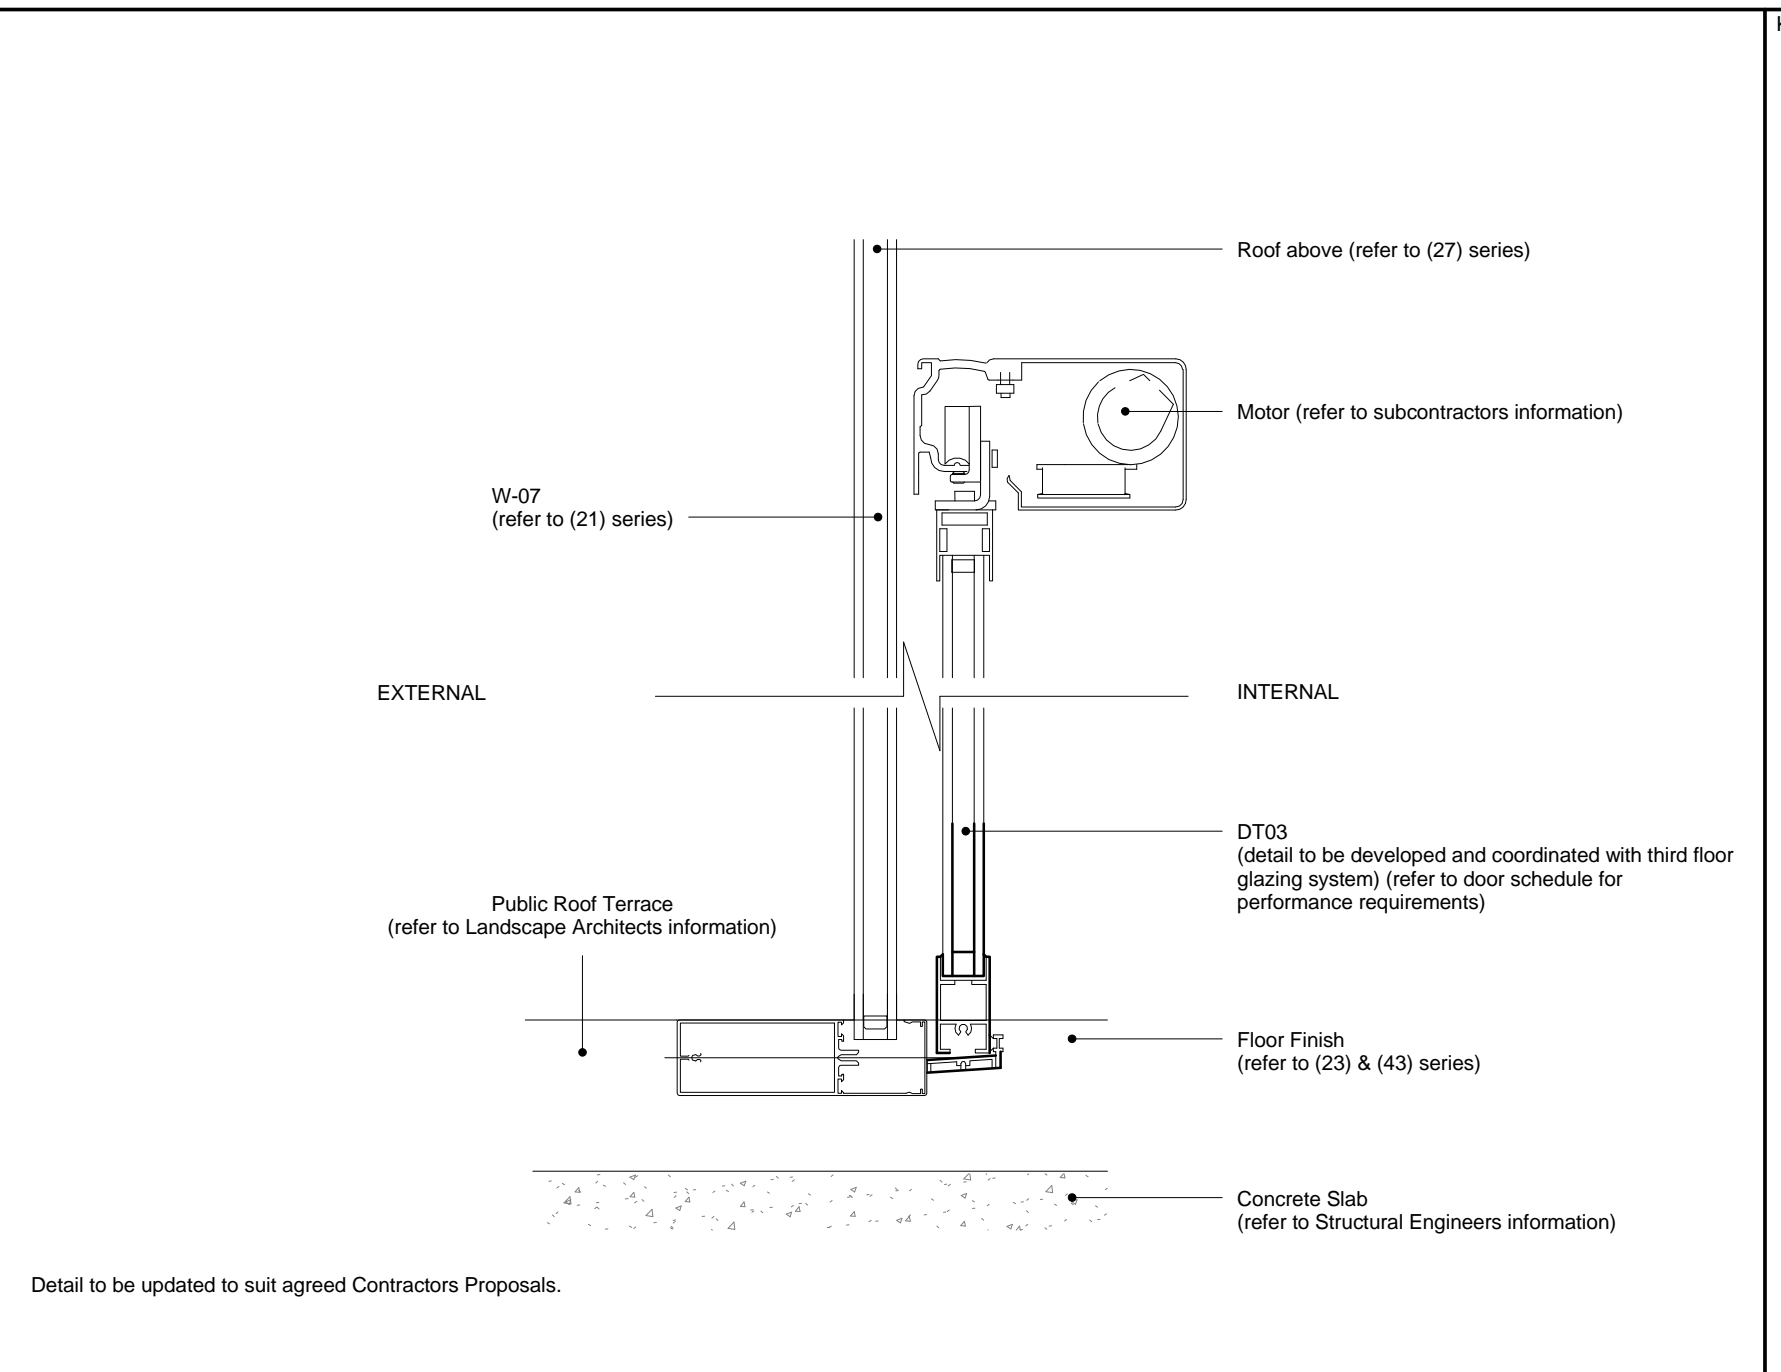 Roof above (refer to (27) series)
Motor (refer to subcontractors information)
W-07
(refer to (21) series)
EXTERNAL
INTERNAL
DT03
(detail to be developed and coordinated with third floor
glazing system) (refer to door schedule for
performance requirements)
Public Roof Terrace
(refer to Landscape Architects information)
Floor Finish
(refer to (23) & (43) series)
Concrete Slab
(refer to Structural Engineers information)
Detail to be updated to suit agreed Contractors Proposals.